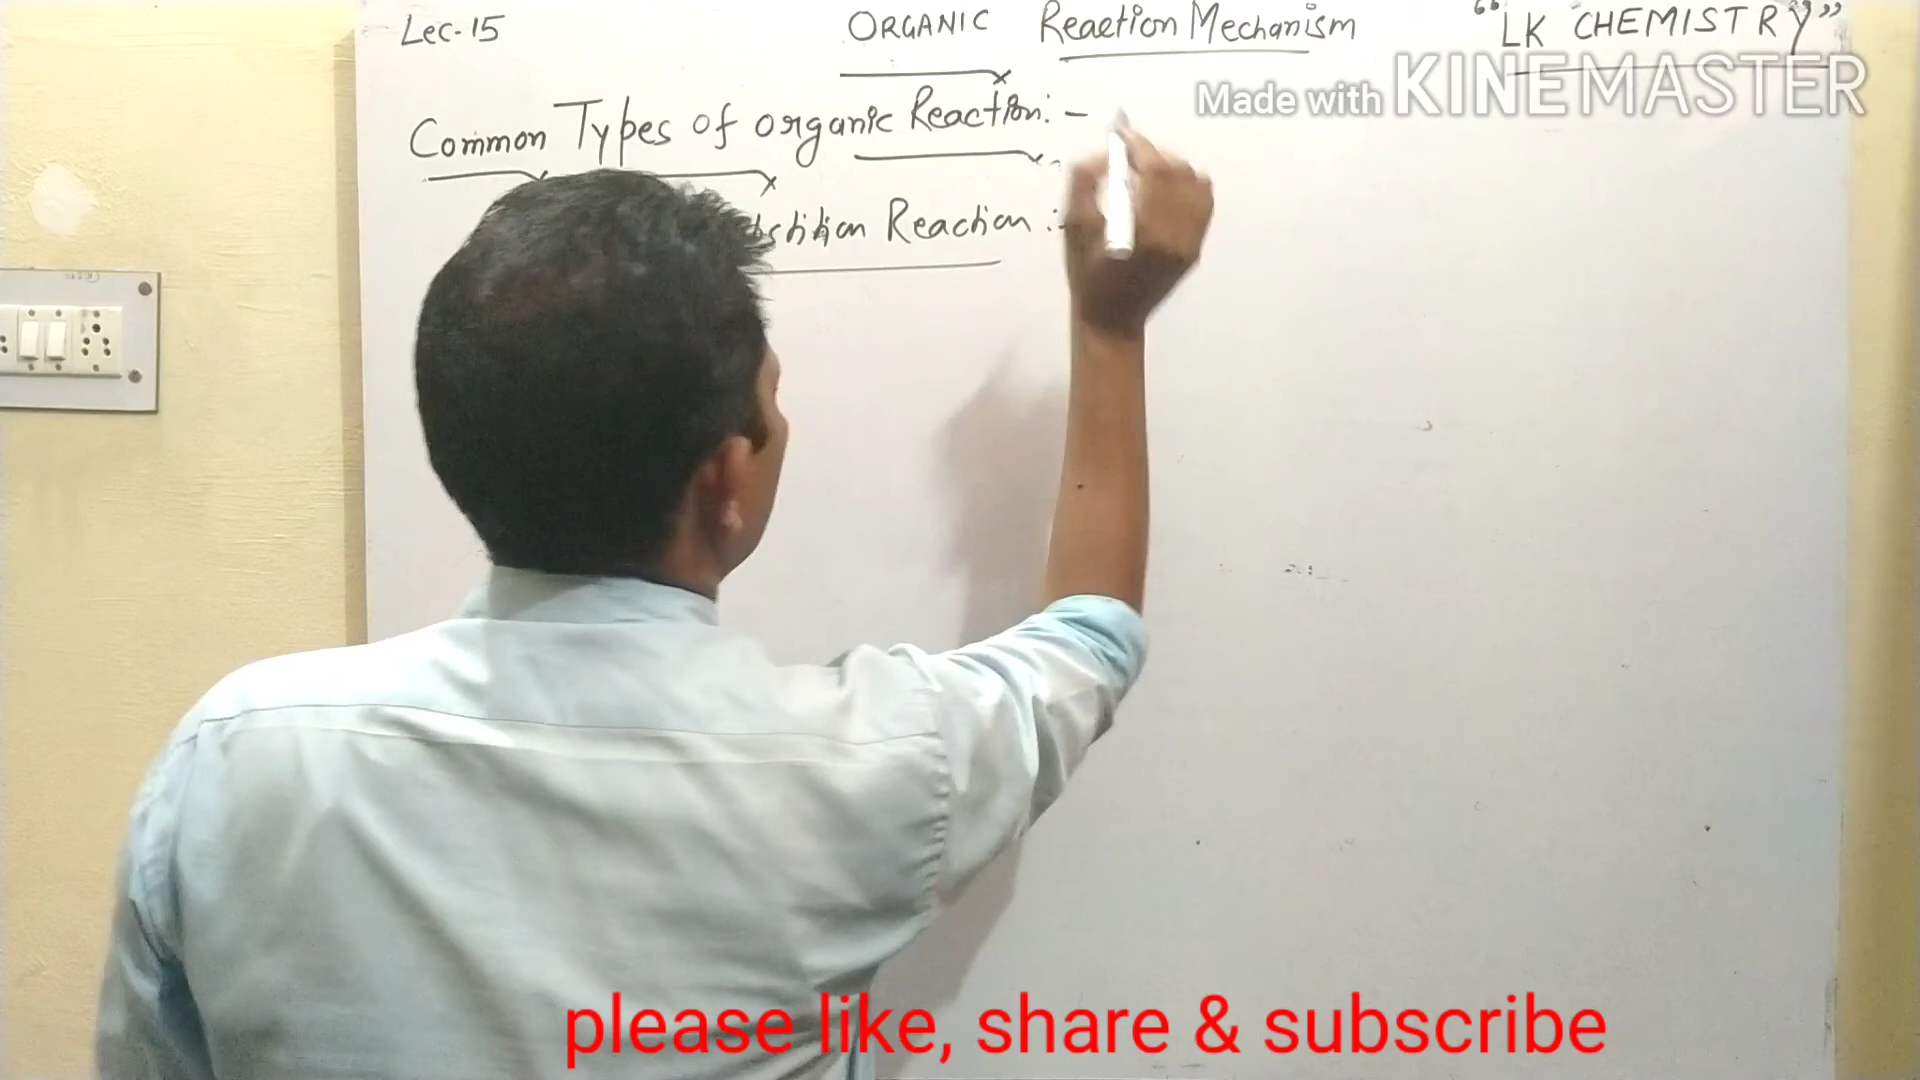 Lec-15 ORGANIC Reaction Mechanism "LK CHEMISTRY"
Made with KINEMASTER
Common Types of organic Reaction:-
Reaction :-
please like, share & subscribe